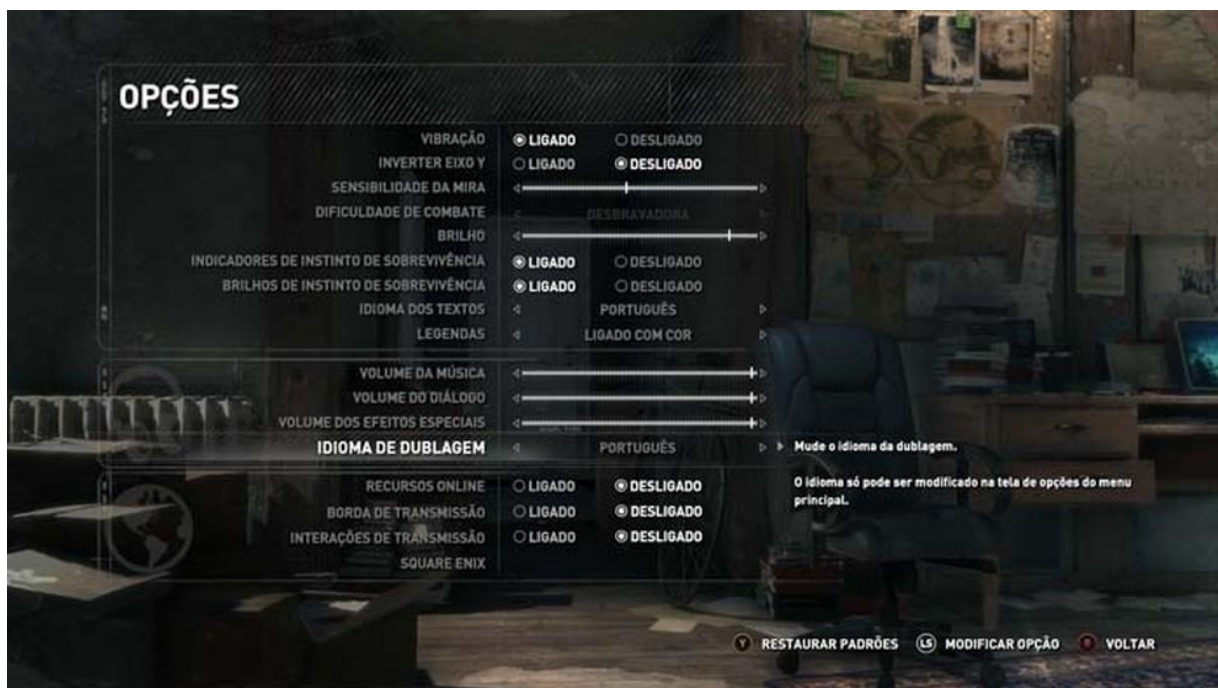 OPÇÕES
VIBRAÇÃO LIGADO DESLIGADO
INVERTER EIXO Y LIGADO DESLIGADO
SENSIBILIDADE DA MIRA
DIFICULDADE DE COMBATE DESBRAVADORA
BRILHO
INDICADORES DE INSTINTO DE SOBREVIVÊNCIA LIGADO DESLIGADO
BRILHOS DE INSTINTO DE SOBREVIVÊNCIA LIGADO DESLIGADO
IDIOMA DOS TEXTOS PORTUGUÊS
LEGENDAS LIGADO COM COR
VOLUME DA MÚSICA
VOLUME DO DIÁLOGO
VOLUME DOS EFEITOS ESPECIAIS
IDIOMA DE DUBLAGEM PORTUGUÊS
Mude o idioma da dublagem.
O idioma só pode ser modificado na tela de opções do menu
principal.
RECURSOS ONLINE LIGADO DESLIGADO
BORDA DE TRANSMISSÃO LIGADO DESLIGADO
INTERAÇÕES DE TRANSMISSÃO LIGADO DESLIGADO
SQUARE ENIX
Y RESTAURAR PADRÕES LS MODIFICAR OPÇÃO B VOLTAR